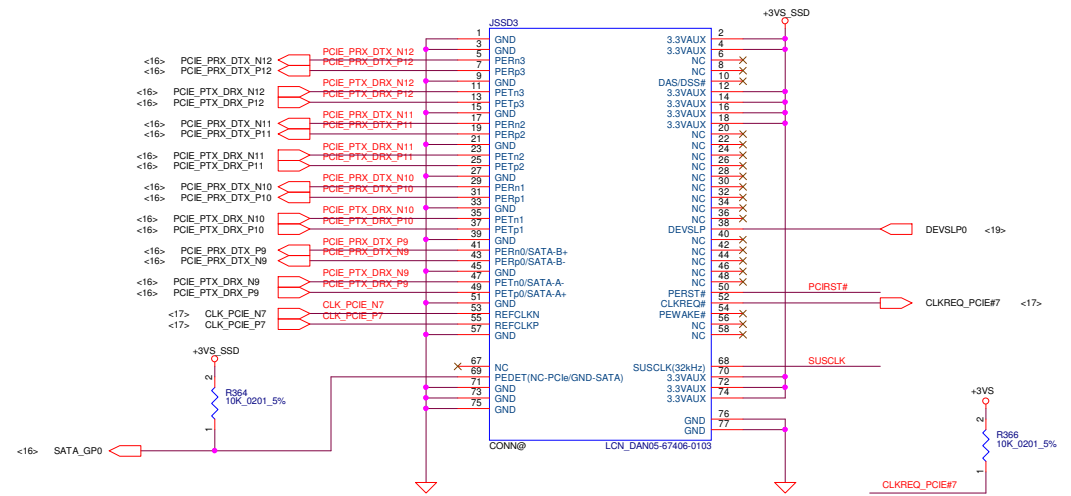 JSSD3
+3VS_SSD
1 GND 3.3VAUX 2
3 GND 3.3VAUX 4
<16> PCIE_PRX_DTX_N12 PCIE_PRX_DTX_N12 5 PERn3 NC 6
<16> PCIE_PRX_DTX_P12 PCIE_PRX_DTX_P12 7 PERp3 NC 8
9 GND DAS/DSS# 10
<16> PCIE_PTX_DRX_N12 PCIE_PTX_DRX_N12 11 PETn3 3.3VAUX 12
<16> PCIE_PTX_DRX_P12 PCIE_PTX_DRX_P12 13 PETp3 3.3VAUX 14
15 GND 3.3VAUX 16
<16> PCIE_PRX_DTX_N11 PCIE_PRX_DTX_N11 17 PERn2 3.3VAUX 18
<16> PCIE_PRX_DTX_P11 PCIE_PRX_DTX_P11 19 PERp2 NC 20
21 GND NC 22
<16> PCIE_PTX_DRX_N11 PCIE_PTX_DRX_N11 23 PETn2 NC 24
<16> PCIE_PTX_DRX_P11 PCIE_PTX_DRX_P11 25 PETp2 NC 26
27 GND NC 28
<16> PCIE_PRX_DTX_N10 PCIE_PRX_DTX_N10 29 PERn1 NC 30
<16> PCIE_PRX_DTX_P10 PCIE_PRX_DTX_P10 31 PERp1 NC 32
33 GND NC 34
<16> PCIE_PTX_DRX_N10 PCIE_PTX_DRX_N10 35 PETn1 NC 36
<16> PCIE_PTX_DRX_P10 PCIE_PTX_DRX_P10 37 PETp1 DEVSLP 38 DEVSLP0 <19>
39 GND NC 40
<16> PCIE_PRX_DTX_P9 PCIE_PRX_DTX_P9 41 PERn0/SATA-B+ NC 42
<16> PCIE_PRX_DTX_N9 PCIE_PRX_DTX_N9 43 PERp0/SATA-B- NC 44
45 GND NC 46
<16> PCIE_PTX_DRX_N9 PCIE_PTX_DRX_N9 47 PETn0/SATA-A- NC 48
<16> PCIE_PTX_DRX_P9 PCIE_PTX_DRX_P9 49 PETp0/SATA-A+ PERST# 50 PCIRST#
51 GND CLKREQ# 52 CLKREQ_PCIE#7 <17>
<17> CLK_PCIE_N7 CLK_PCIE_N7 53 REFCLKN PEWAKE# 54
<17> CLK_PCIE_P7 CLK_PCIE_P7 55 REFCLKP NC 56
57 GND NC 58
+3VS_SSD
67 NC SUSCLK(32kHz) 68 SUSCLK
69 PEDET(NC-PCIe/GND-SATA) 3.3VAUX 70
71 GND 3.3VAUX 72
73 GND 3.3VAUX 74
75 GND
GND 76
GND 77
2
R364
10K_0201_5%
1
<16> SATA_GP0
CONN@ LCN_DAN05-67406-0103
+3VS
2
R366
10K_0201_5%
1
CLKREQ_PCIE#7